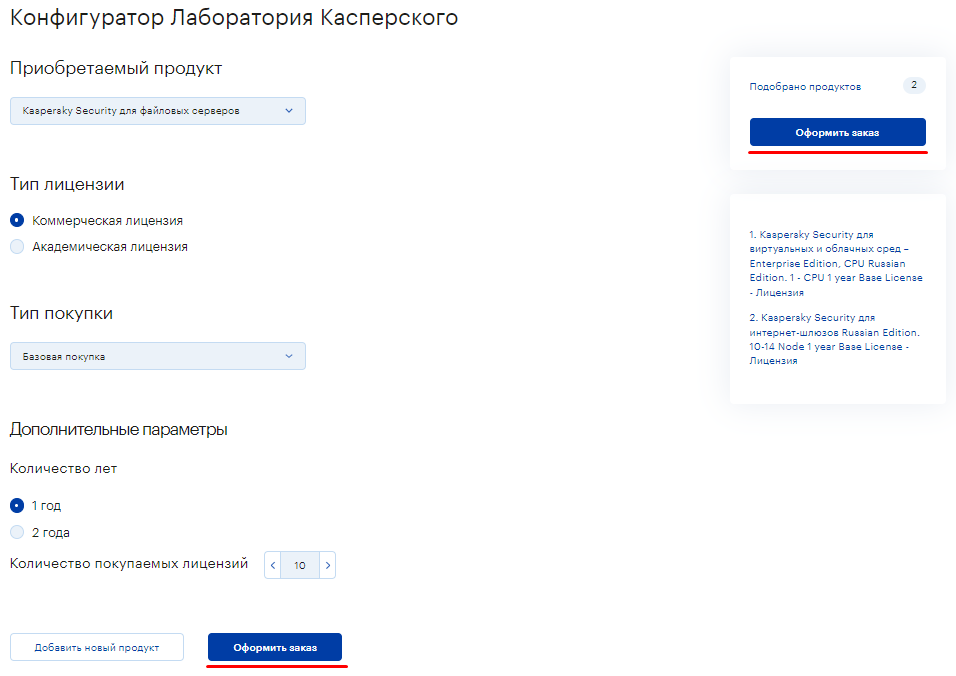 Конфигуратор Лаборатория Касперского
Приобретаемый продукт
Kaspersky Security для файловых серверов
Тип лицензии
Коммерческая лицензия
Академическая лицензия
Тип покупки
Базовая покупка
Дополнительные параметры
Количество лет
1 год
2 года
Количество покупаемых лицензий
10
Добавить новый продукт
Оформить заказ
Подобрано продуктов
2
Оформить заказ
1. Kaspersky Security для
виртуальных и облачных сред –
Enterprise Edition, CPU Russian
Edition. 1 - CPU 1 year Base License
- Лицензия
2. Kaspersky Security для
интернет-шлюзов Russian Edition.
10-14 Node 1 year Base License -
Лицензия